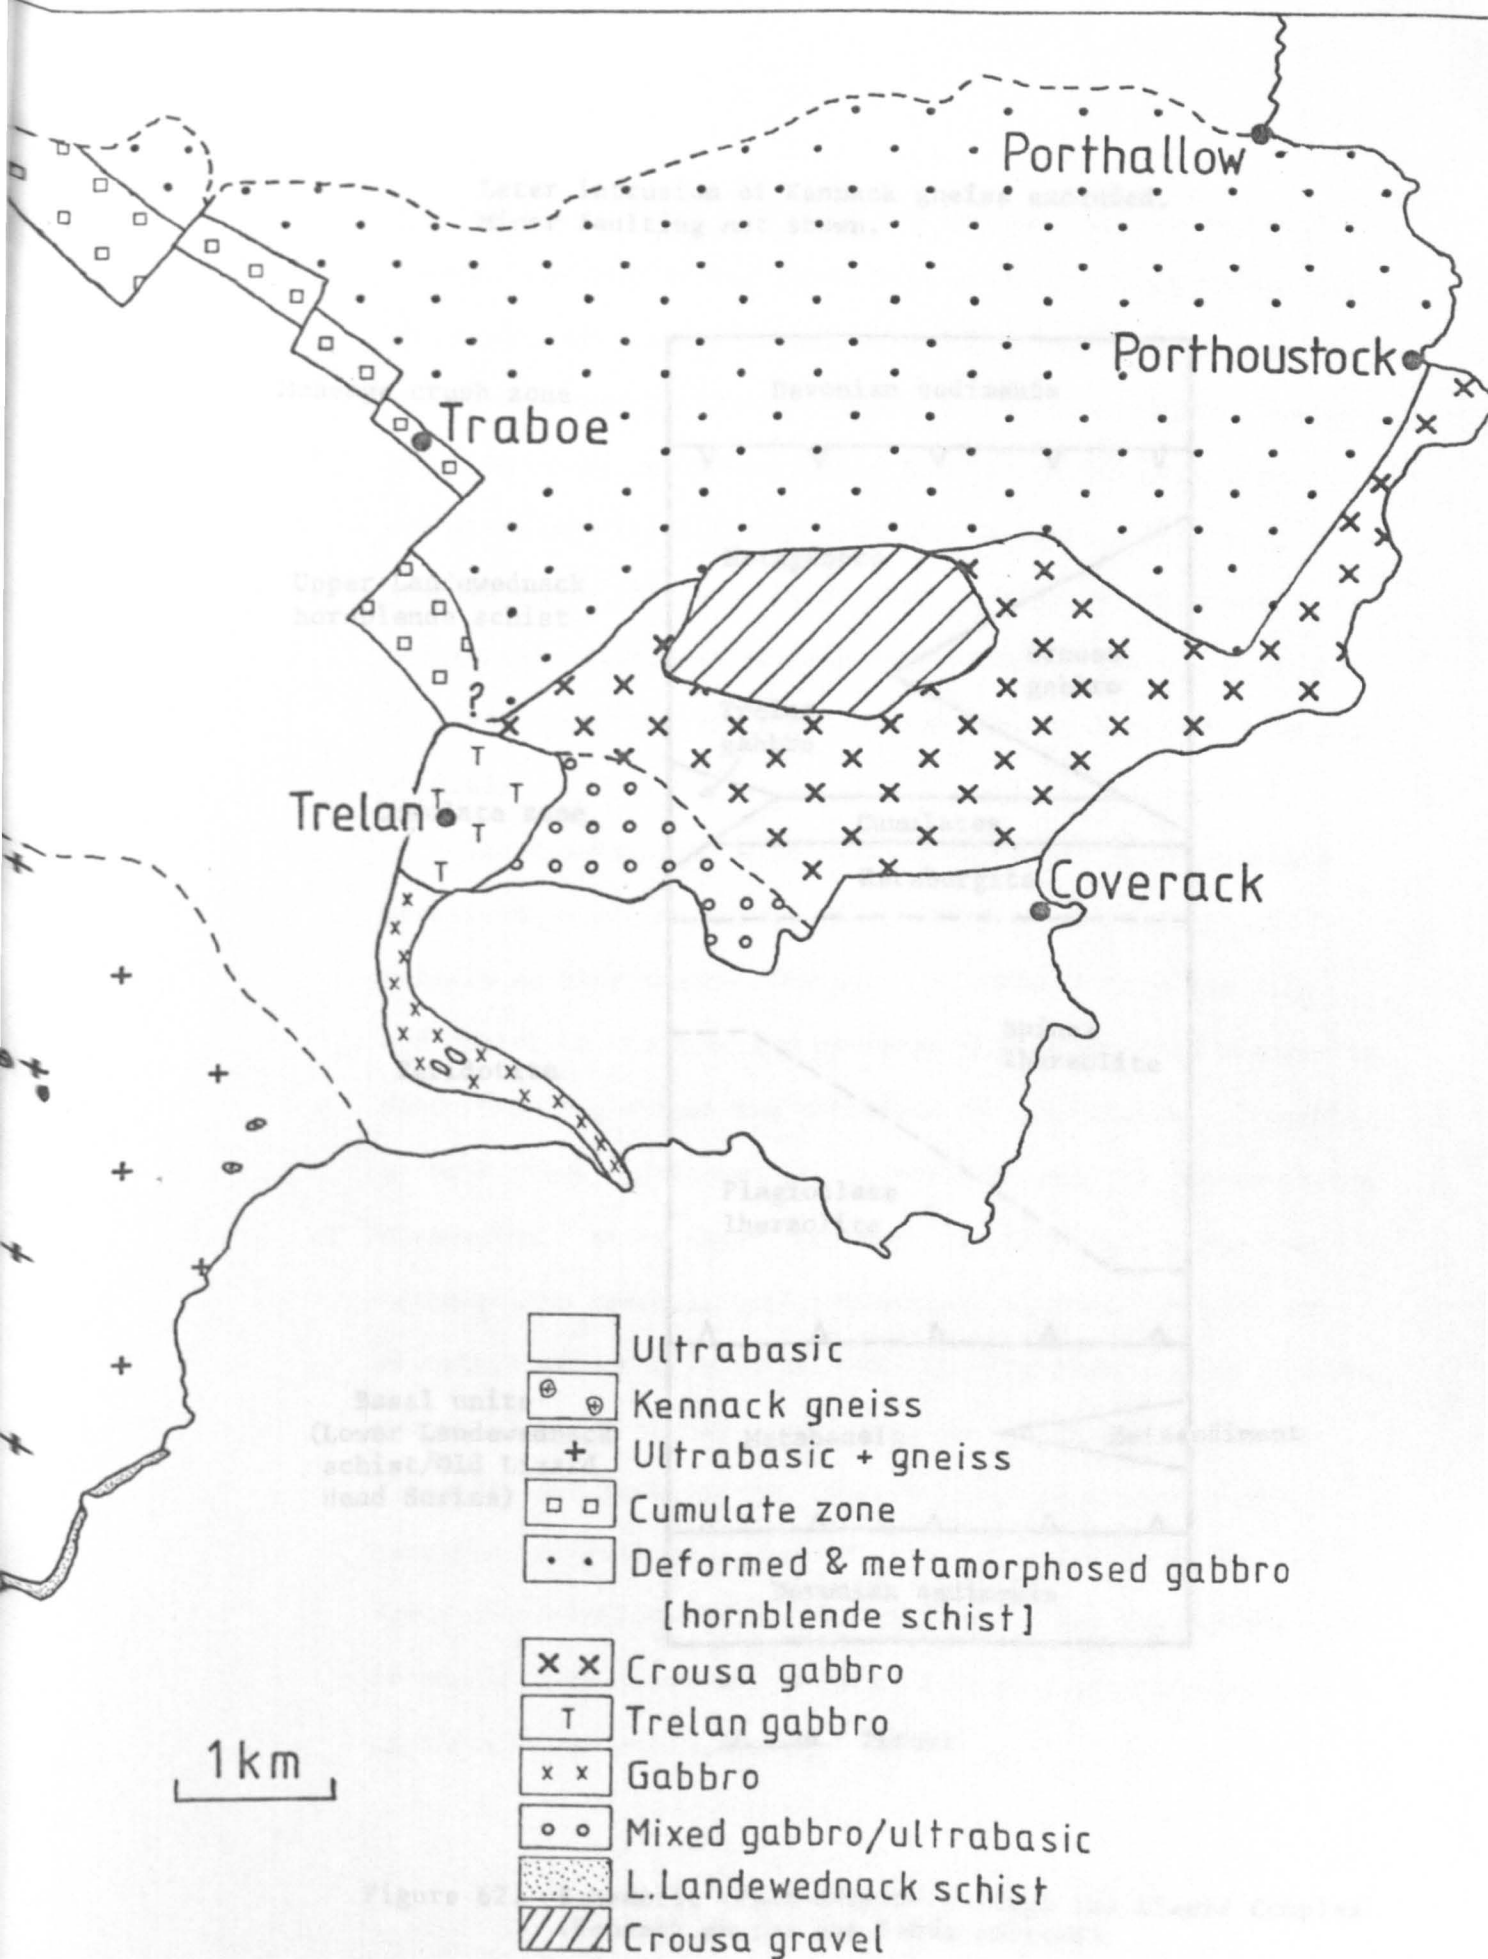 Porthallow
Porthoustock
Traboe
?
Trelan
Coverack
Ultrabasic
Kennack gneiss
Ultrabasic + gneiss
Cumulate zone
Deformed & metamorphosed gabbro
[hornblende schist]
Crousa gabbro
T Trelan gabbro
Gabbro
Mixed gabbro/ultrabasic
L.Landewednack schist
Crousa gravel
1km